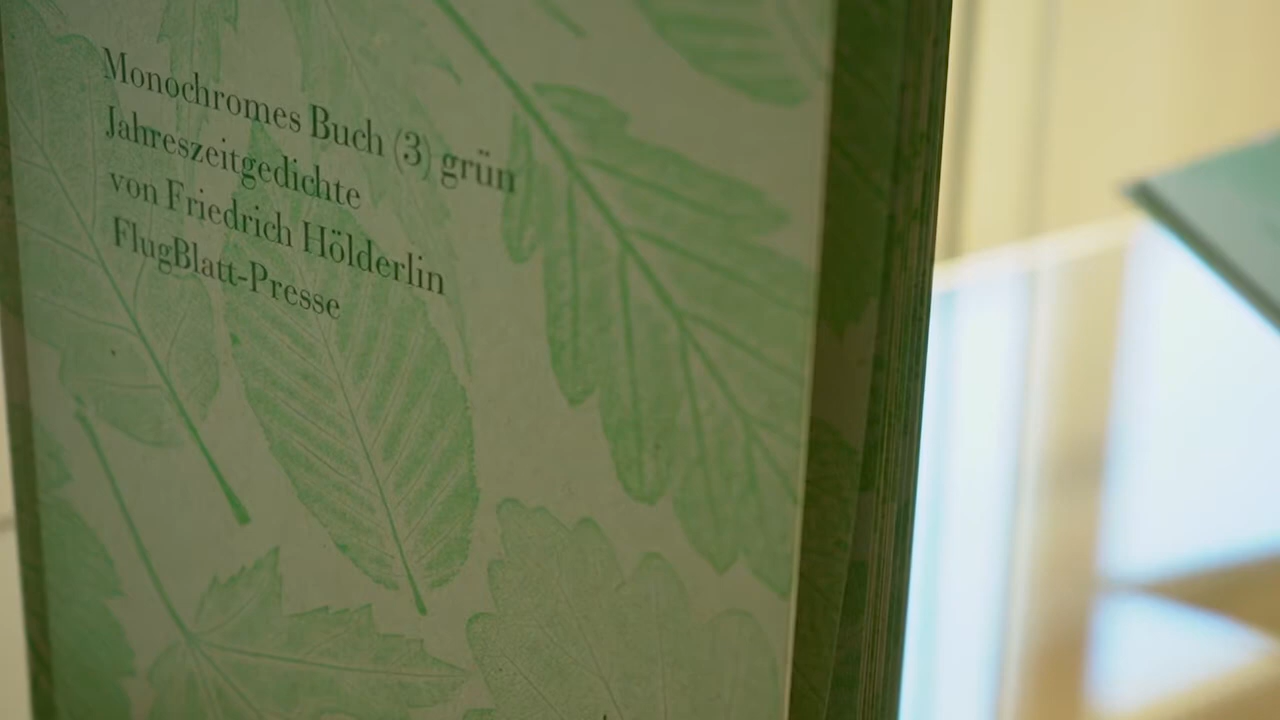 Monochromes Buch (3) grün
Jahreszeitgedichte
von Friedrich Hölderlin
FlugBlatt-Presse